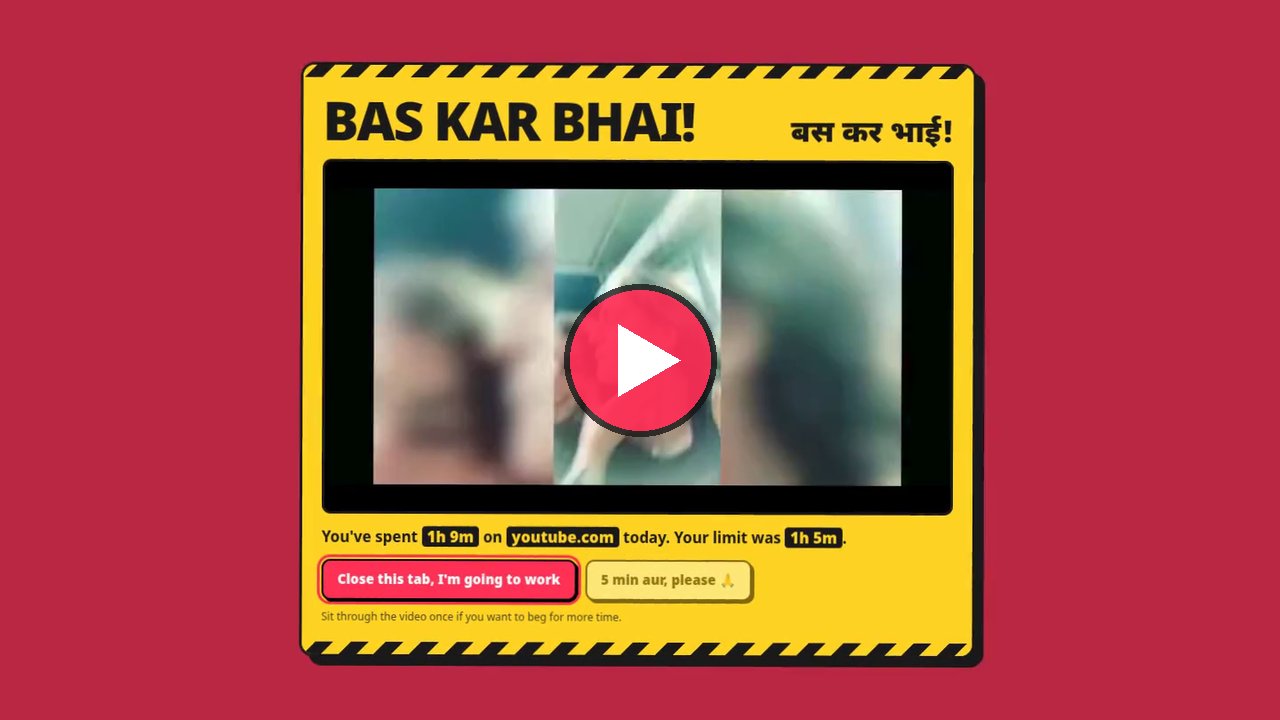 BAS KAR BHAI!
बस कर भाई!
You've spent 1h 9m on youtube.com today. Your limit was 1h 5m.
Close this tab, I'm going to work
5 min aur, please 🙏
Sit through the video once if you want to beg for more time.